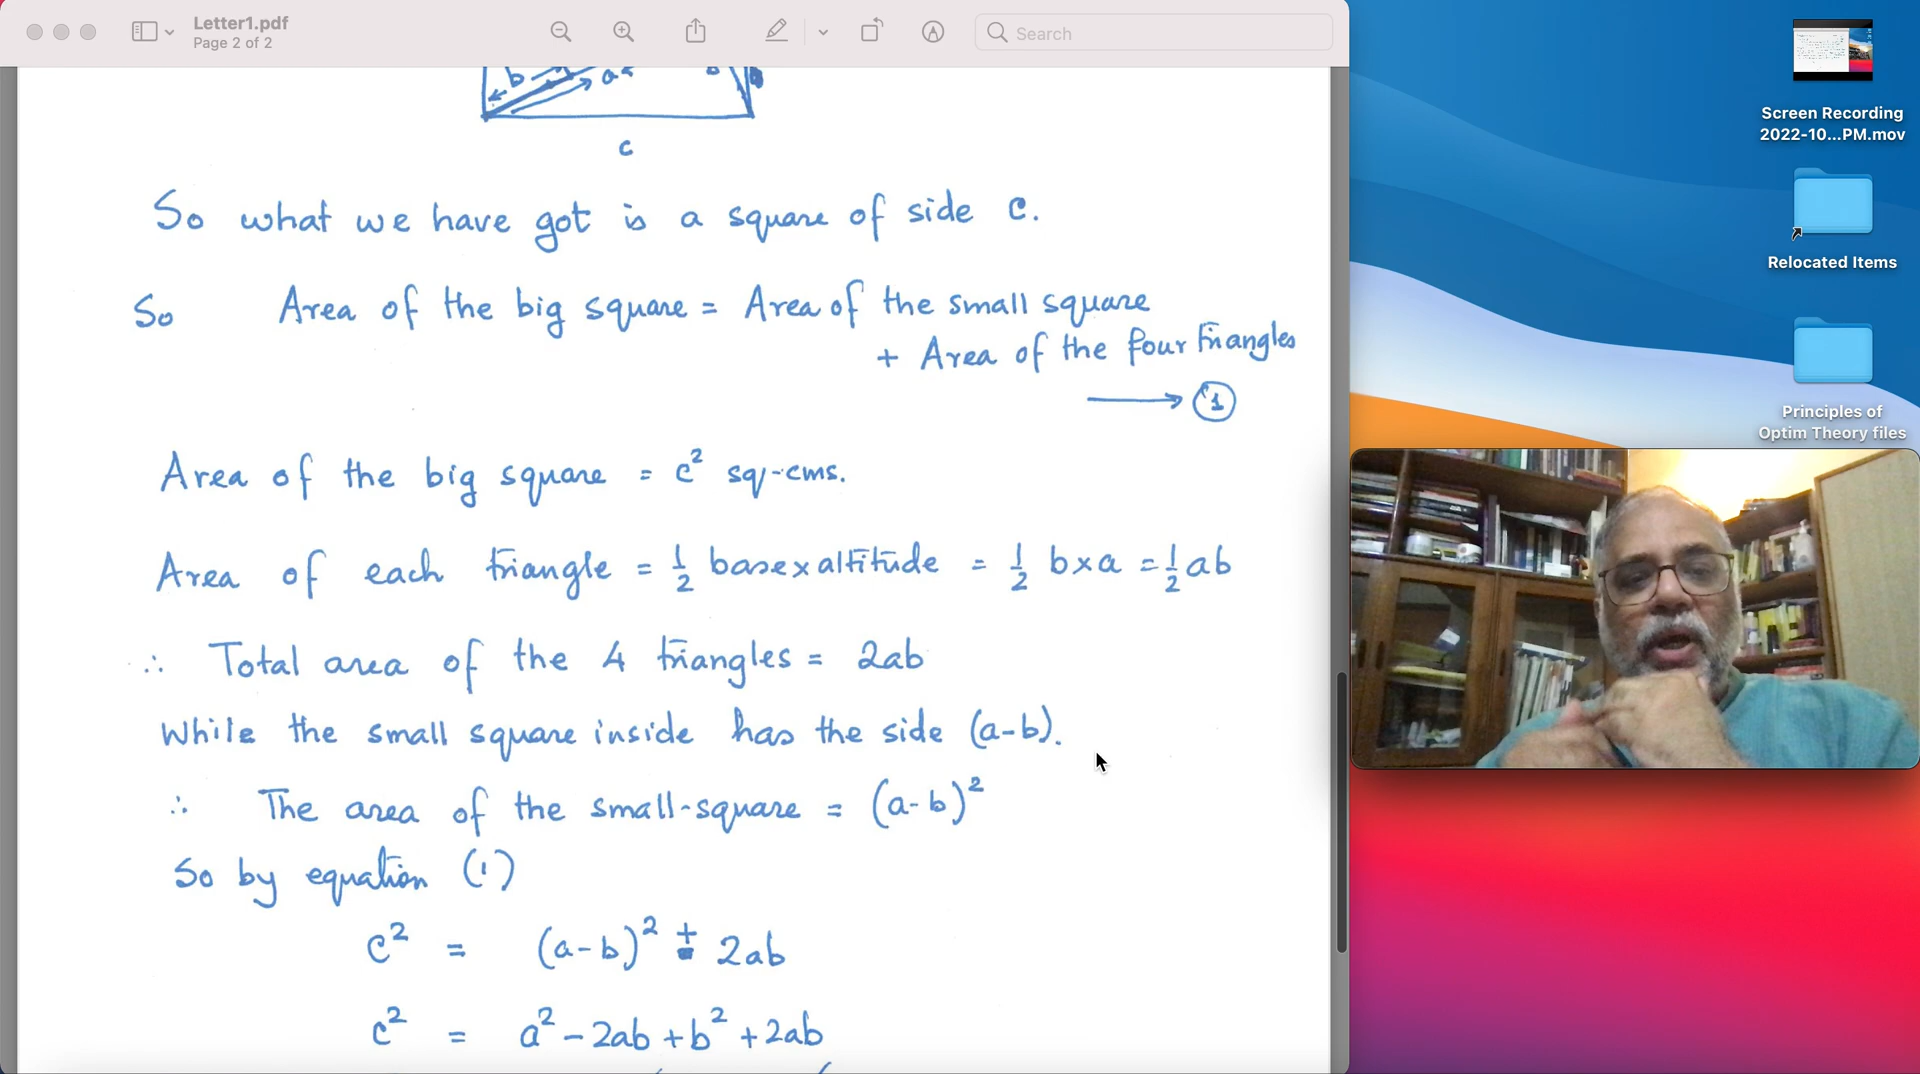 Letter1.pdf
Page 2 of 2
Search
b
a
c
So what we have got is a square of side c.
So Area of the big square = Area of the small square
+ Area of the four triangles
→ ①
Area of the big square = c² sq-cms.
Area of each triangle = 1/2 base x altitude = 1/2 b x a = 1/2 ab
∴ Total area of the 4 triangles = 2ab
While the small square inside has the side (a-b).
∴ The area of the small-square = (a-b)²
So by equation (1)
c² = (a-b)² + 2ab
c² = a² - 2ab + b² + 2ab
Screen Recording
2022-10...PM.mov
Relocated Items
Principles of
Optim Theory files